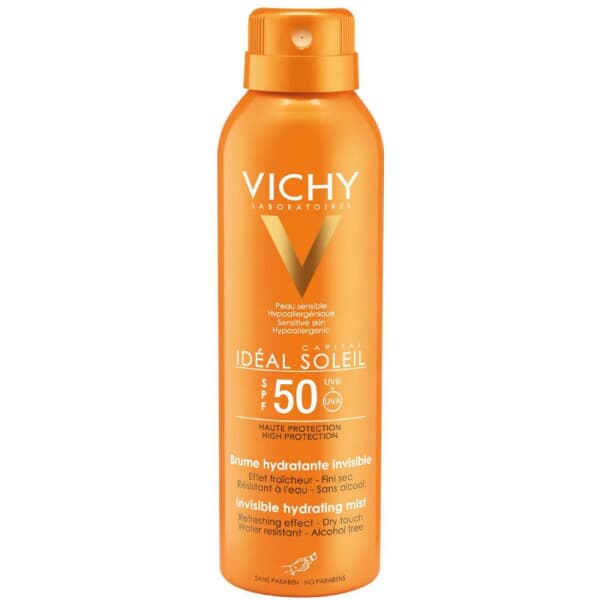 VICHY
LABORATOIRES
V
Peau sensible
Hypoallergénique
Sensitive skin
Hypoallergenic
CAPITAL
IDÉAL SOLEIL
SPF 50 UVB + UVA
HAUTE PROTECTION
HIGH PROTECTION
Brume hydratante Invisible
Effet fraîcheur - Fini sec
Résistant à l'eau - Sans alcool
Invisible hydrating mist
Refreshing effect - Dry touch
Water resistant - Alcohol free
SANS PARABEN - NO PARABEN